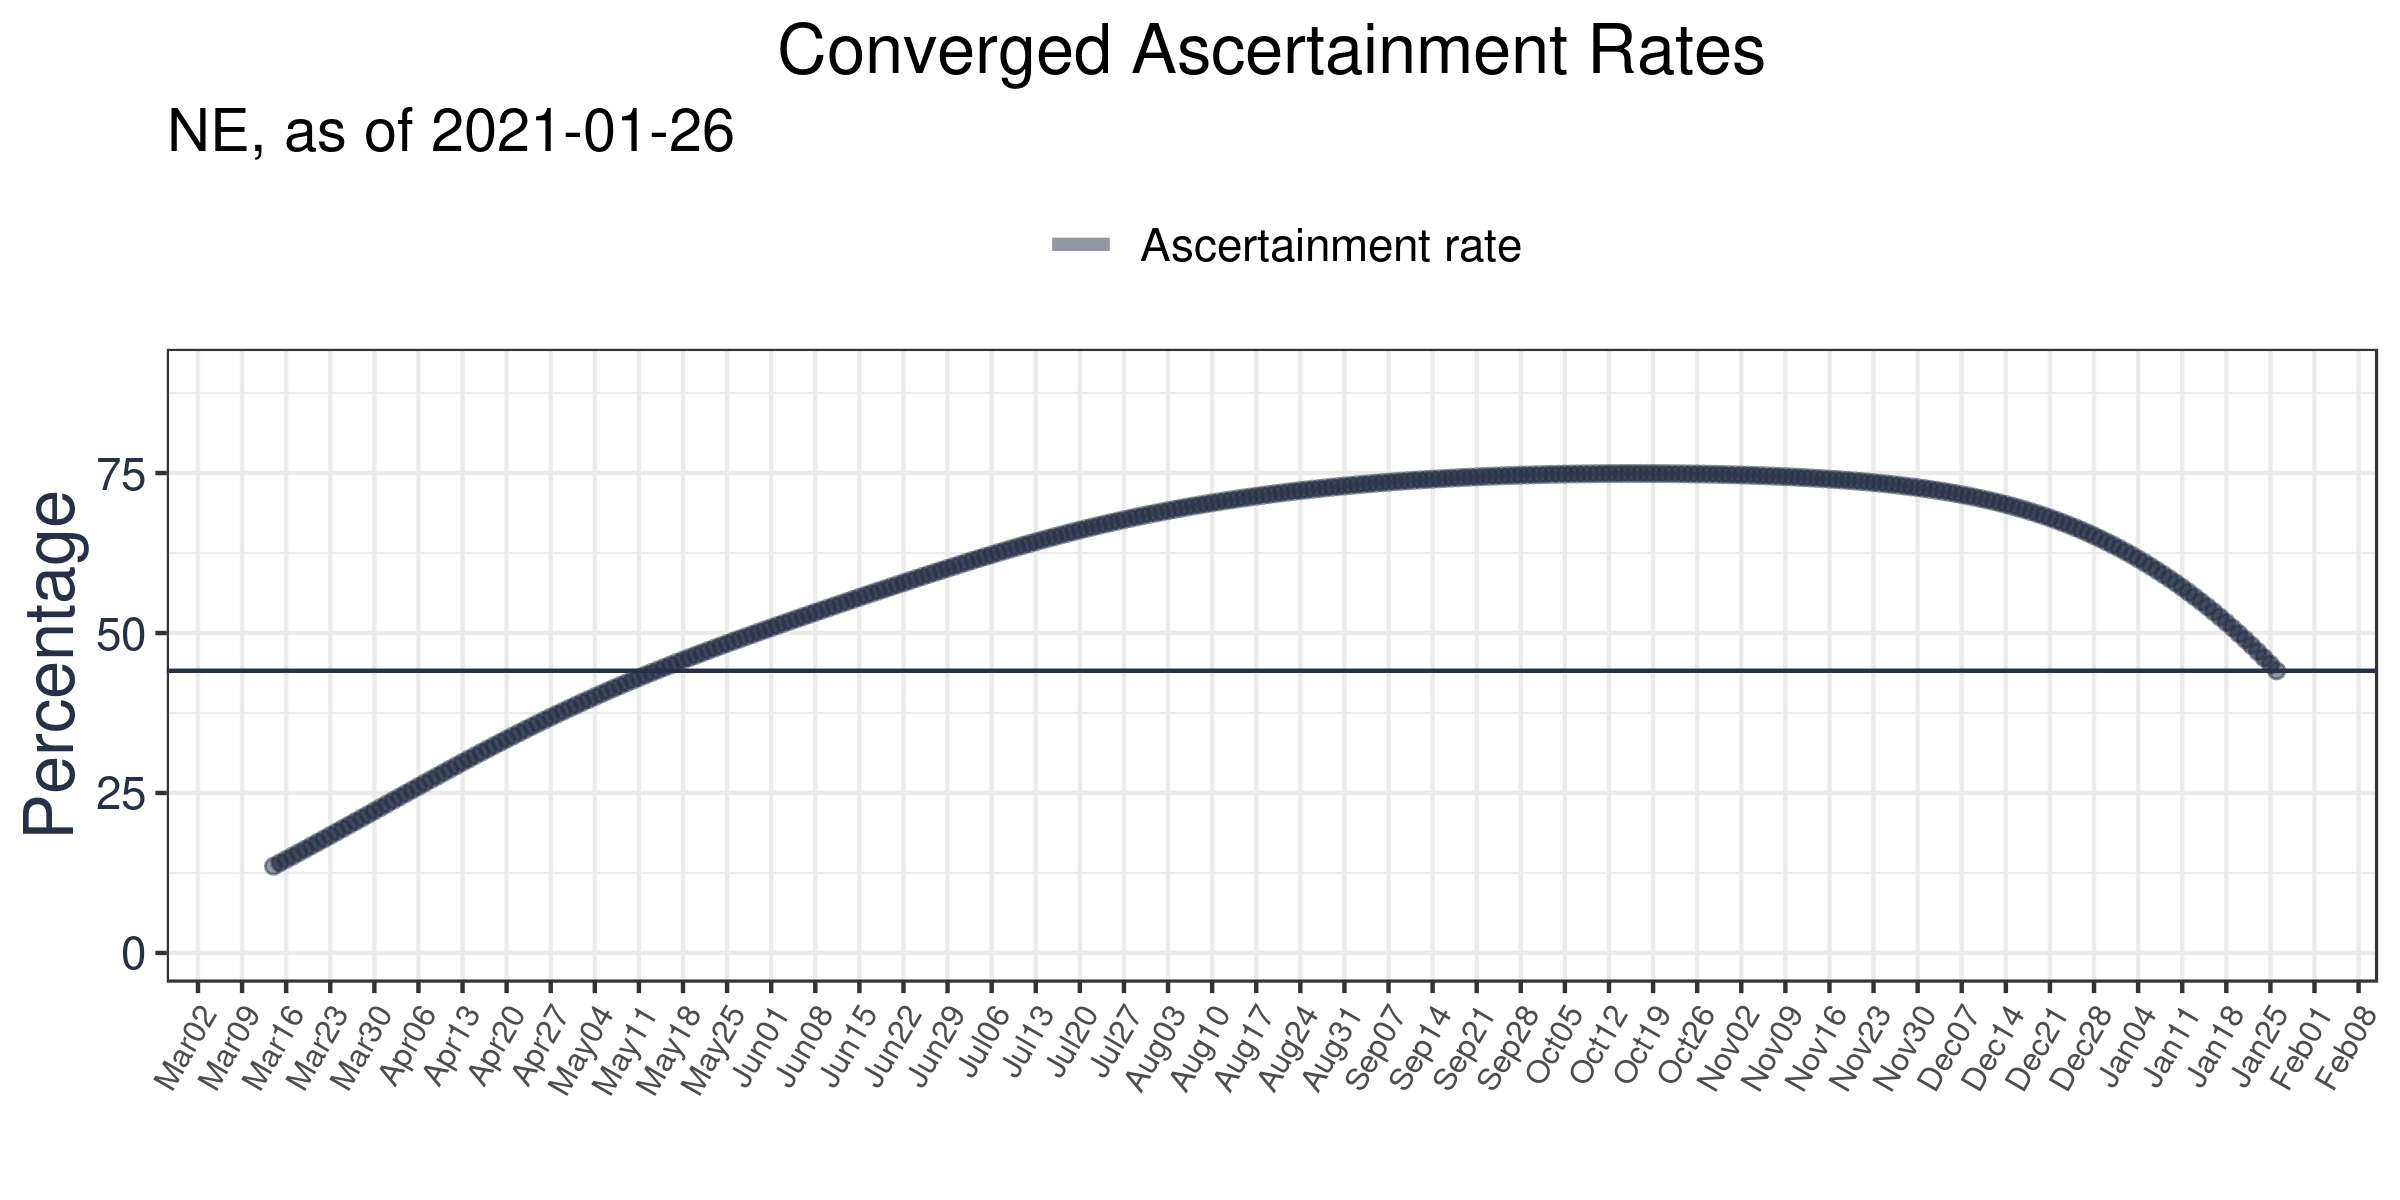 Converged Ascertainment Rates
NE, as of 2021-01-26
Ascertainment rate
Percentage
75
50
25
0
Mar02
Mar09
Mar16
Mar23
Mar30
Apr06
Apr13
Apr20
Apr27
May04
May11
May18
May25
Jun01
Jun08
Jun15
Jun22
Jun29
Jul06
Jul13
Jul20
Jul27
Aug03
Aug10
Aug17
Aug24
Aug31
Sep07
Sep14
Sep21
Sep28
Oct05
Oct12
Oct19
Oct26
Nov02
Nov09
Nov16
Nov23
Nov30
Dec07
Dec14
Dec21
Dec28
Jan04
Jan11
Jan18
Jan25
Feb01
Feb08